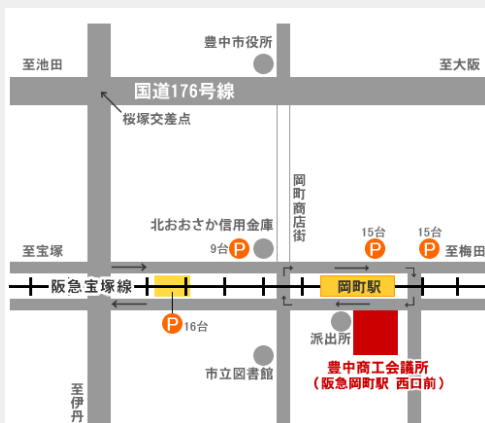 豊中市役所
至池田
至大阪
国道176号線
桜塚交差点
岡町商店街
北おおさか信用金庫
9台 P
15台
P
15台
P
至宝塚
至梅田
阪急宝塚線
岡町駅
P 16台
派出所
市立図書館
豊中商工会議所
（阪急岡町駅 西口前）
至伊丹